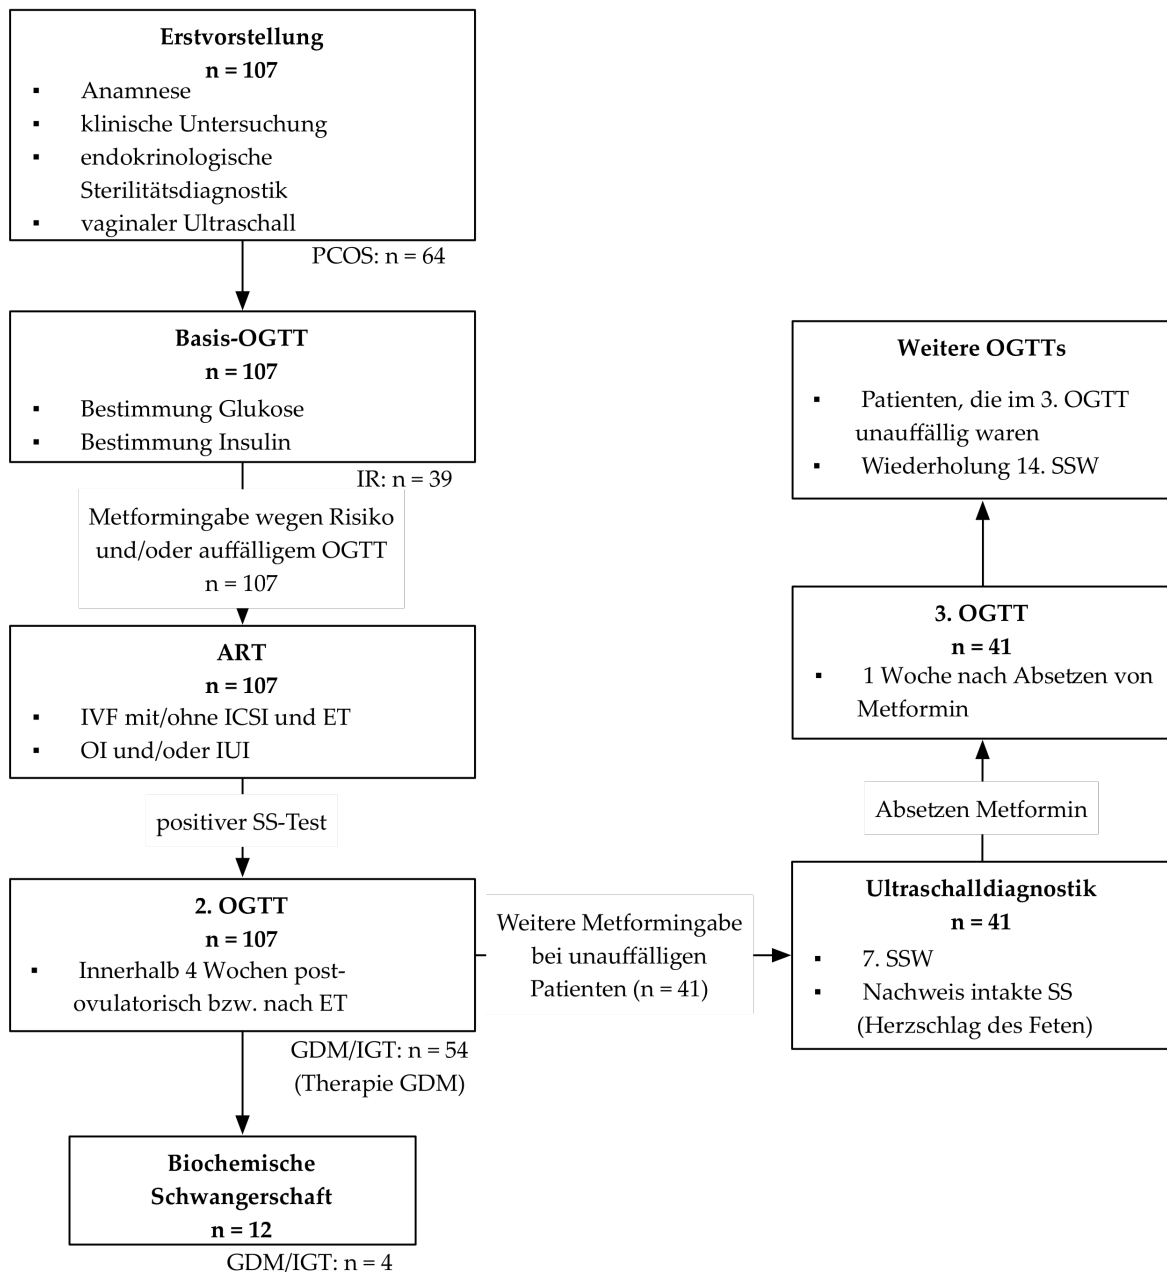 Erstvorstellung
n = 107
▪ Anamnese
▪ klinische Untersuchung
▪ endokrinologische
Sterilitätsdiagnostik
▪ vaginaler Ultraschall
PCOS: n = 64
Basis-OGTT
n = 107
▪ Bestimmung Glukose
▪ Bestimmung Insulin
IR: n = 39
Metformingabe wegen Risiko
und/oder auffälligem OGTT
n = 107
ART
n = 107
▪ IVF mit/ohne ICSI und ET
▪ OI und/oder IUI
positiver SS-Test
2. OGTT
n = 107
▪ Innerhalb 4 Wochen post-
ovulatorisch bzw. nach ET
GDM/IGT: n = 54
(Therapie GDM)
Biochemische
Schwangerschaft
n = 12
GDM/IGT: n = 4
Weitere Metformingabe
bei unauffälligen
Patienten (n = 41)
Ultraschalldiagnostik
n = 41
▪ 7. SSW
▪ Nachweis intakte SS
(Herzschlag des Feten)
Absetzen Metformin
3. OGTT
n = 41
▪ 1 Woche nach Absetzen von
Metformin
Weitere OGTTs
▪ Patienten, die im 3. OGTT
unauffällig waren
▪ Wiederholung 14. SSW